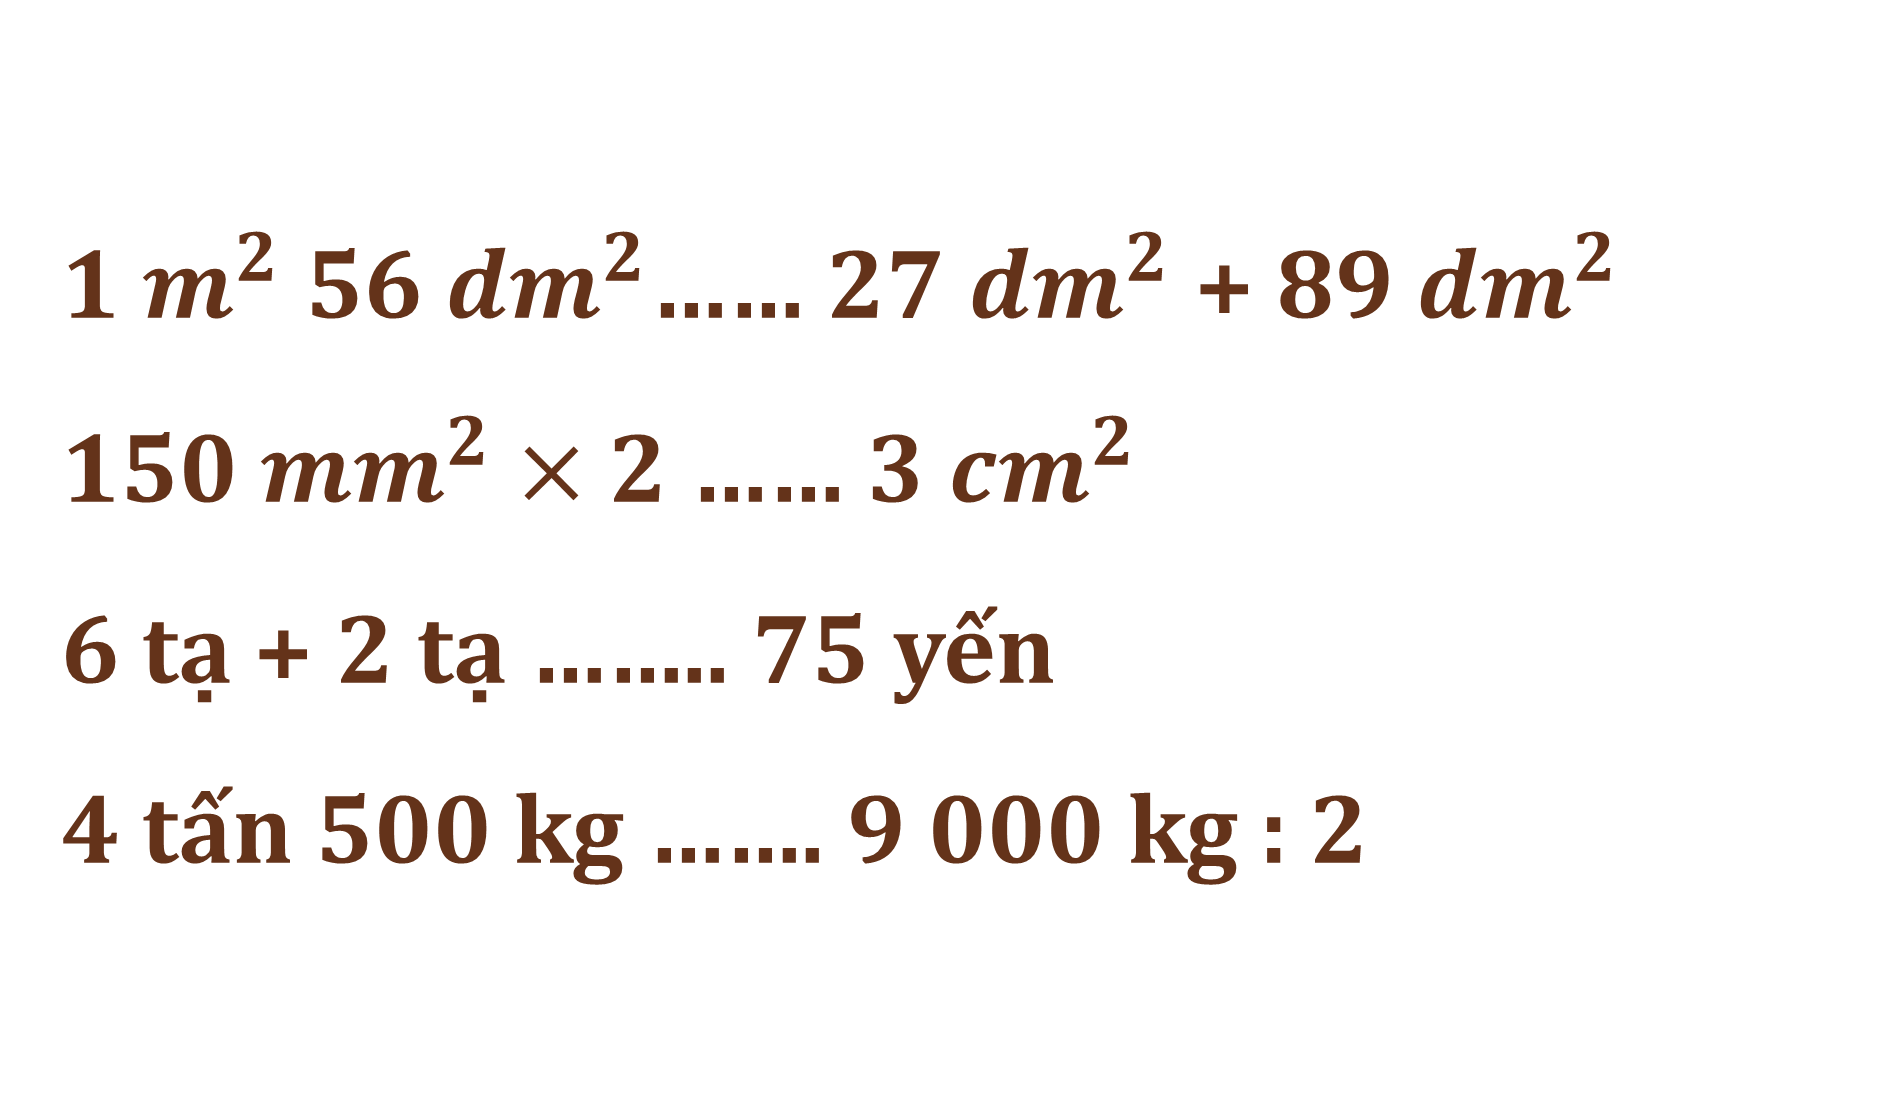 1 m² 56 dm² …… 27 dm² + 89 dm²
150 mm² × 2 …… 3 cm²
6 tạ + 2 tạ …….. 75 yến
4 tấn 500 kg ……. 9 000 kg : 2